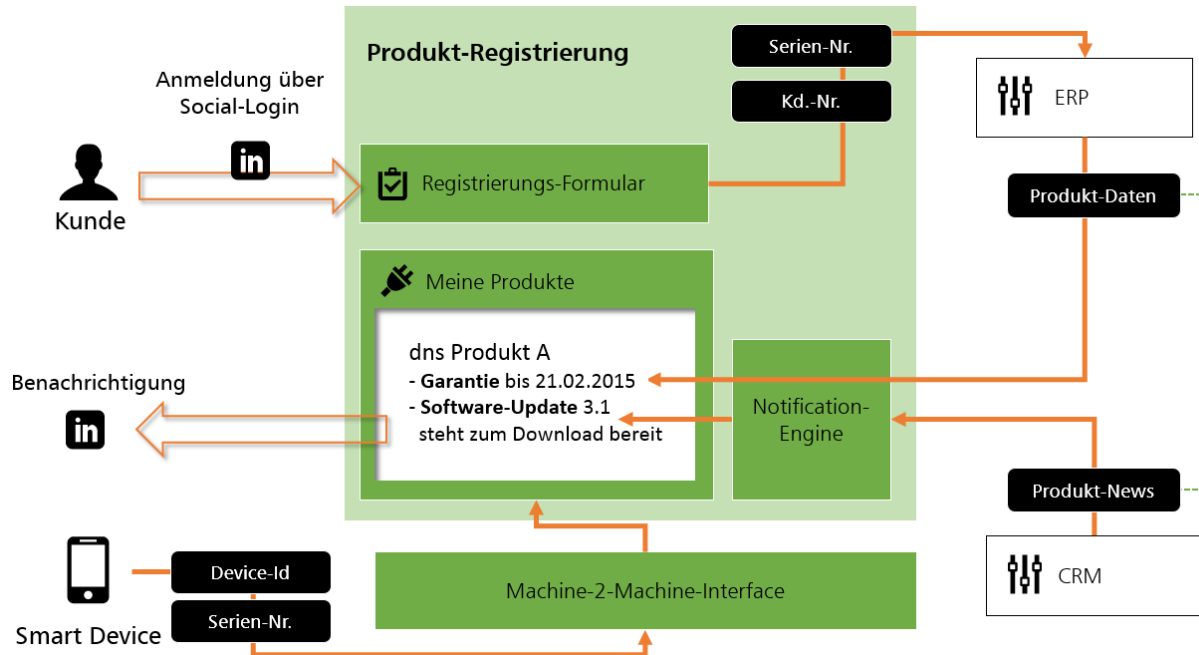 Produkt-Registrierung
Serien-Nr.
Kd.-Nr.
ERP
Anmeldung über
Social-Login
in
Kunde
Registrierungs-Formular
Produkt-Daten
Meine Produkte
dns Produkt A
- Garantie bis 21.02.2015
- Software-Update 3.1
steht zum Download bereit
Notification-
Engine
Benachrichtigung
in
Produkt-News
CRM
Device-Id
Serien-Nr.
Smart Device
Machine-2-Machine-Interface